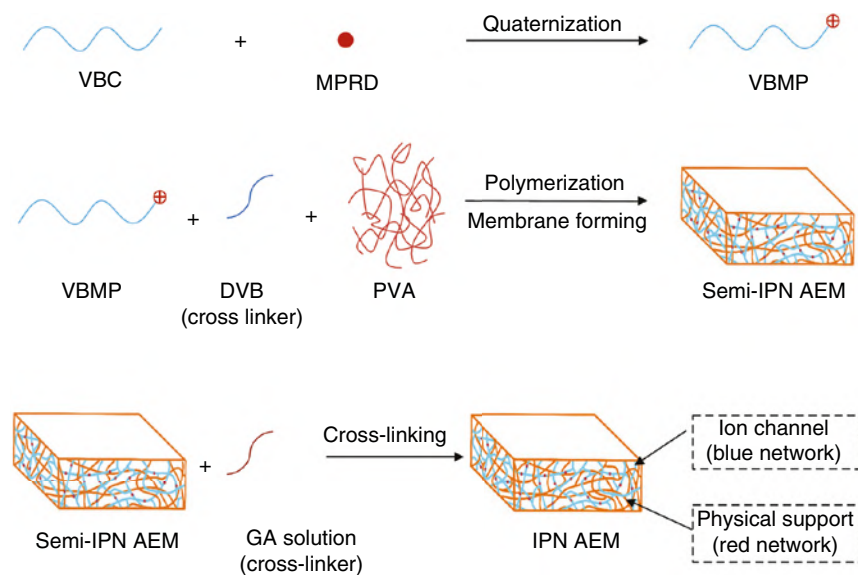 Quaternization
+
VBC
MPRD
VBMP
Polymerization
Membrane forming
+
+
VBMP
DVB
(cross linker)
PVA
Semi-IPN AEM
Cross-linking
+
Ion channel
(blue network)
Physical support
(red network)
Semi-IPN AEM
GA solution
(cross-linker)
IPN AEM